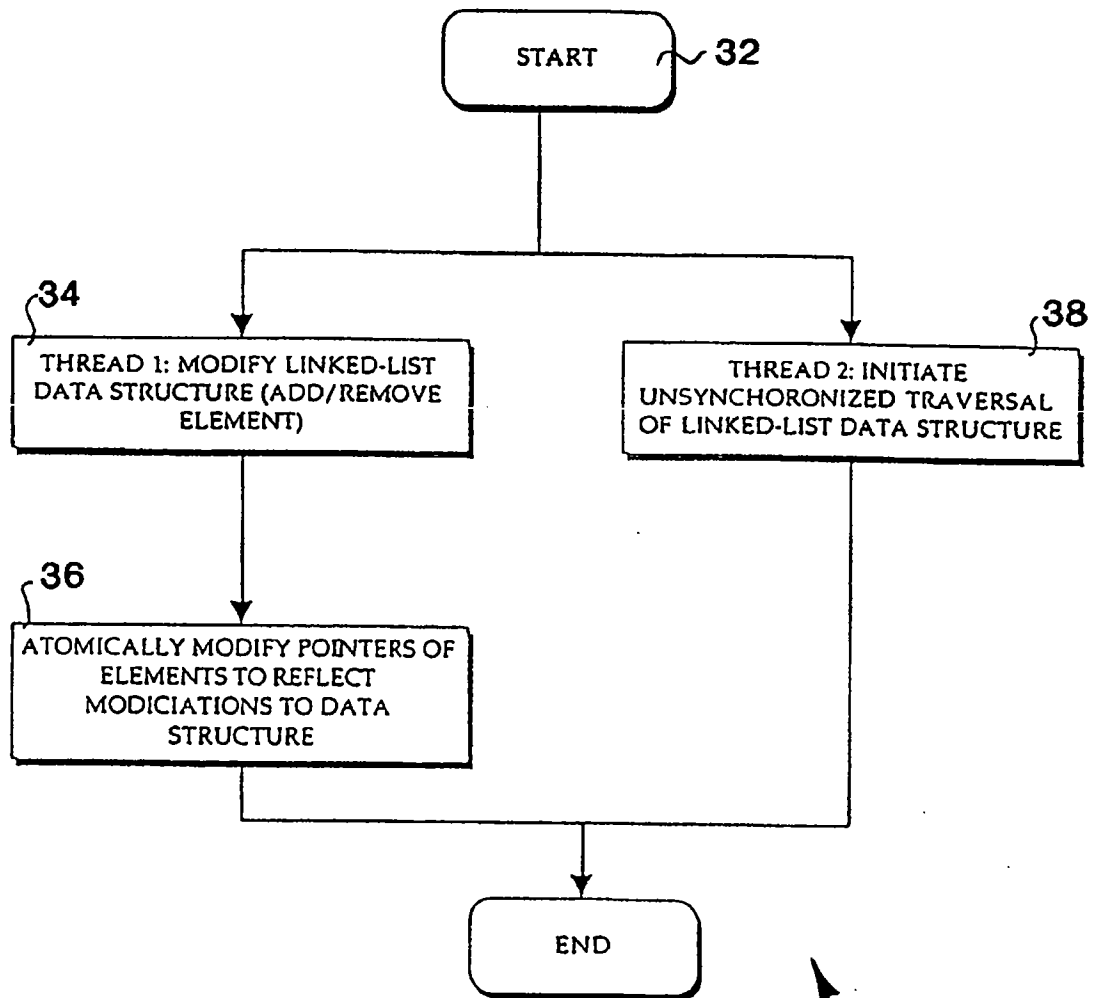 START
32
34
THREAD 1: MODIFY LINKED-LIST
DATA STRUCTURE (ADD/REMOVE
ELEMENT)
38
THREAD 2: INITIATE
UNSYNCHORONIZED TRAVERSAL
OF LINKED-LIST DATA STRUCTURE
36
ATOMICALLY MODIFY POINTERS OF
ELEMENTS TO REFLECT
MODICIATIONS TO DATA
STRUCTURE
END